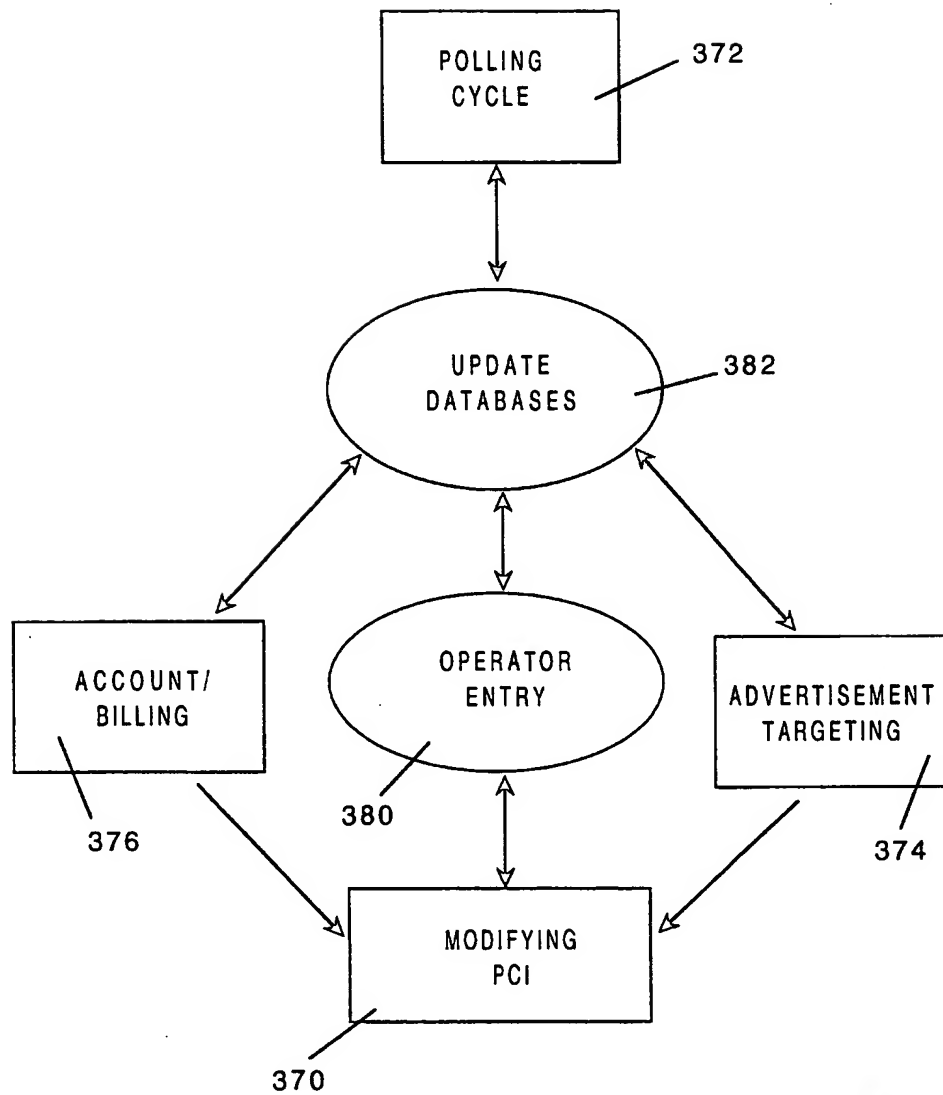 POLLING
CYCLE
372
UPDATE
DATABASES
382
ACCOUNT/
BILLING
376
OPERATOR
ENTRY
380
ADVERTISEMENT
TARGETING
374
MODIFYING
PCI
370